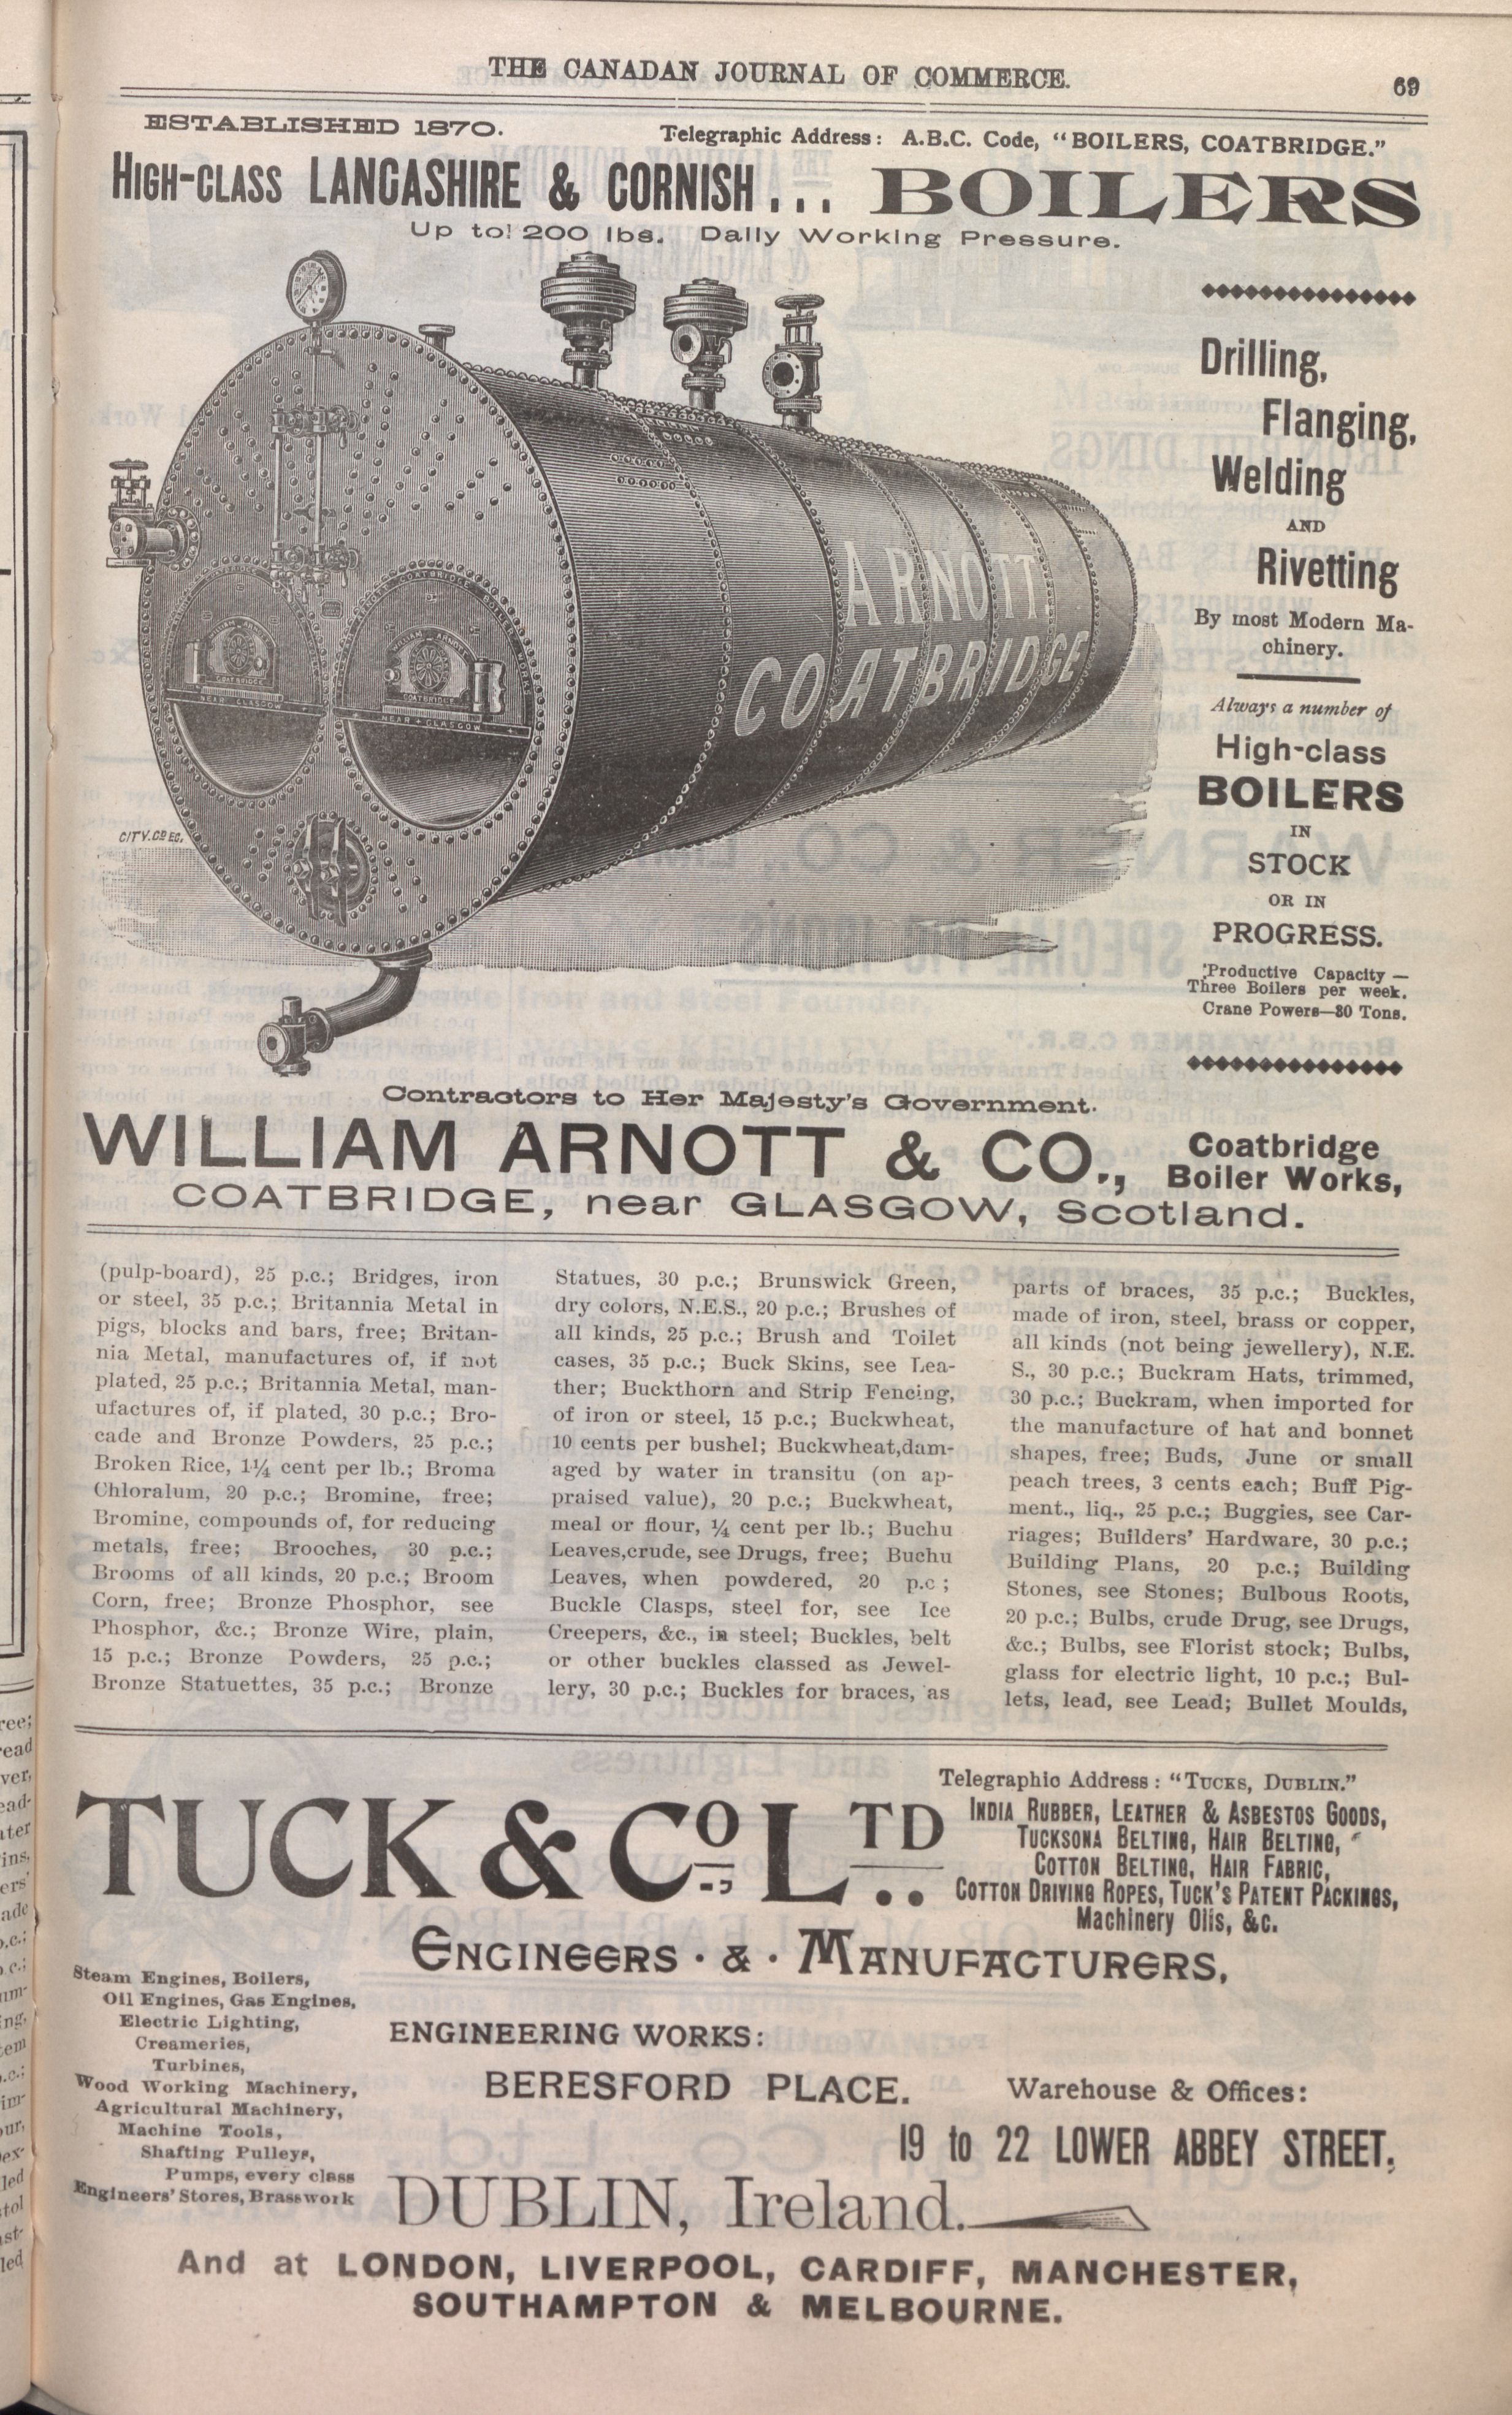 THE CANADAN JOURNAL OF COMMERCE.
69
ESTABLISHED 1870.
Telegraphic Address: A.B.C. Code, "BOILERS, COATBRIDGE."
HIGH-CLASS LANCASHIRE & CORNISH... BOILERS
Up to! 200 lbs. Daily Working Pressure.
Drilling,
Flanging,
Welding
AND
Rivetting
By most Modern Ma-
chinery.
Always a number of
High-class
BOILERS
IN
STOCK
OR IN
PROGRESS.
Productive Capacity—
Three Boilers per week.
Crane Powers—80 Tons.
ARNOTT.
COATBRIDGE
WILLIAM ARNOTT
COATBRIDGE
NEAR GLASGOW
COATBRIDGE BOILER WORKS
WILLIAM ARNOTT
COATBRIDGE
NEAR GLASGOW
CITY.CO EC.
Contractors to Her Majesty's Government.
WILLIAM ARNOTT & CO., Coatbridge
Boiler Works,
COATBRIDGE, near GLASGOW, Scotland.
(pulp-board), 25 p.c.; Bridges, iron
or steel, 35 p.c.; Britannia Metal in
pigs, blocks and bars, free; Britan-
nia Metal, manufactures of, if not
plated, 25 p.c.; Britannia Metal, man-
ufactures of, if plated, 30 p.c.; Bro-
cade and Bronze Powders, 25 p.c.;
Broken Rice, 1¼ cent per lb.; Broma
Chloralum, 20 p.c.; Bromine, free;
Bromine, compounds of, for reducing
metals, free; Brooches, 30 p.c.;
Brooms of all kinds, 20 p.c.; Broom
Corn, free; Bronze Phosphor, see
Phosphor, &c.; Bronze Wire, plain,
15 p.c.; Bronze Powders, 25 p.c.;
Bronze Statuettes, 35 p.c.; Bronze
Statues, 30 p.c.; Brunswick Green,
dry colors, N.E.S., 20 p.c.; Brushes of
all kinds, 25 p.c.; Brush and Toilet
cases, 35 p.c.; Buck Skins, see Lea-
ther; Buckthorn and Strip Fencing,
of iron or steel, 15 p.c.; Buckwheat,
10 cents per bushel; Buckwheat,dam-
aged by water in transitu (on ap-
praised value), 20 p.c.; Buckwheat,
meal or flour, ¼ cent per lb.; Buchu
Leaves,crude, see Drugs, free; Buchu
Leaves, when powdered, 20 p.c ;
Buckle Clasps, steel for, see Ice
Creepers, &c., in steel; Buckles, belt
or other buckles classed as Jewel-
lery, 30 p.c.; Buckles for braces, as
parts of braces, 35 p.c.; Buckles,
made of iron, steel, brass or copper,
all kinds (not being jewellery), N.E.
S., 30 p.c.; Buckram Hats, trimmed,
30 p.c.; Buckram, when imported for
the manufacture of hat and bonnet
shapes, free; Buds, June or small
peach trees, 3 cents each; Buff Pig-
ment., liq., 25 p.c.; Buggies, see Car-
riages; Builders' Hardware, 30 p.c.;
Building Plans, 20 p.c.; Building
Stones, see Stones; Bulbous Roots,
20 p.c.; Bulbs, crude Drug, see Drugs,
&c.; Bulbs, see Florist stock; Bulbs,
glass for electric light, 10 p.c.; Bul-
lets, lead, see Lead; Bullet Moulds,
TUCK & Co., LTD..
Telegraphic Address: "TUCKS, DUBLIN."
INDIA RUBBER, LEATHER & ASBESTOS GOODS,
TUCKSONA BELTING, HAIR BELTING,
COTTON BELTING, HAIR FABRIC,
COTTON DRIVING ROPES, TUCK'S PATENT PACKINGS,
Machinery Oils, &c.
ENGINEERS · & · MANUFACTURERS,
Steam Engines, Boilers,
Oil Engines, Gas Engines,
Electric Lighting,
Creameries,
Turbines,
Wood Working Machinery,
Agricultural Machinery,
Machine Tools,
Shafting Pulleys,
Pumps, every class
Engineers' Stores, Brasswork
ENGINEERING WORKS:
BERESFORD PLACE.
Warehouse & Offices:
19 to 22 LOWER ABBEY STREET,
DUBLIN, Ireland.
And at LONDON, LIVERPOOL, CARDIFF, MANCHESTER,
SOUTHAMPTON & MELBOURNE.